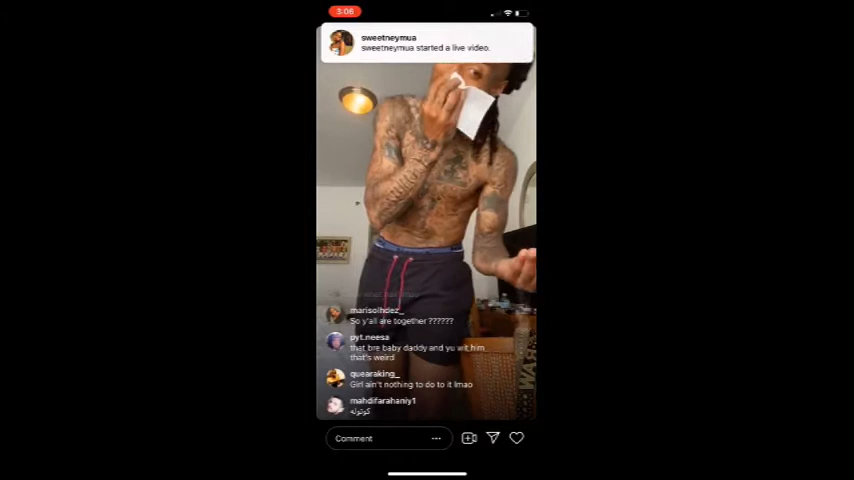 3:06
sweetneymua
sweetneymua started a live video.
marisolhdez_
So y'all are together ??????
pyt.neesa
that bre baby daddy and yu wit him..
that's weird
quearaking_
Girl ain't nothing to do to it lmao
mahdifarahaniy1
کوتوله
Comment